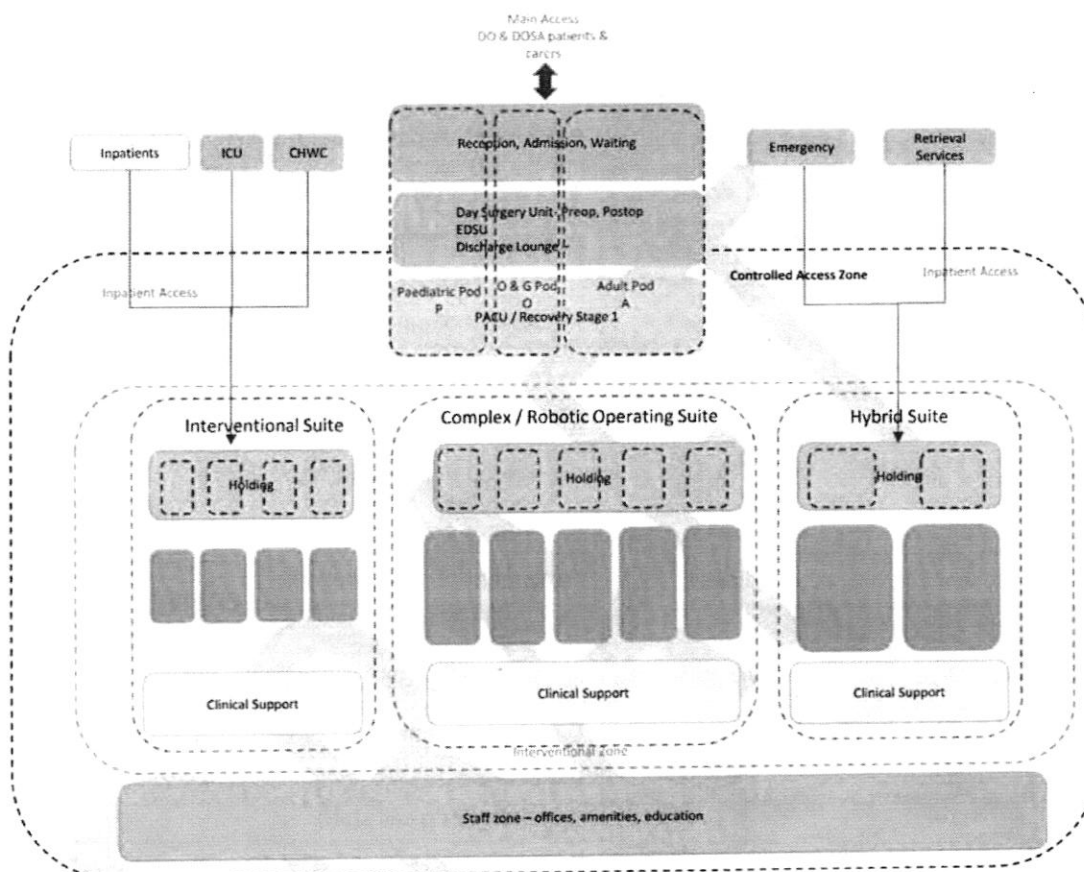 Main Access
DO & DOSA patients &
carers
Inpatients
ICU
CHWC
Reception, Admission, Waiting
Emergency
Retrieval
Services
Day Surgery Unit- Preop, Postop
EDSU
Discharge Lounge -
Controlled Access Zone
Inpatient Access
Inpatient Access
Paediatric Pod
P
O & G Pod
O
Adult Pod
A
PACU / Recovery Stage 1
Interventional Suite
Complex / Robotic Operating Suite
Hybrid Suite
Holding
Holding
Holding
Clinical Support
Clinical Support
Clinical Support
Interventional Zone
Staff zone – offices, amenities, education